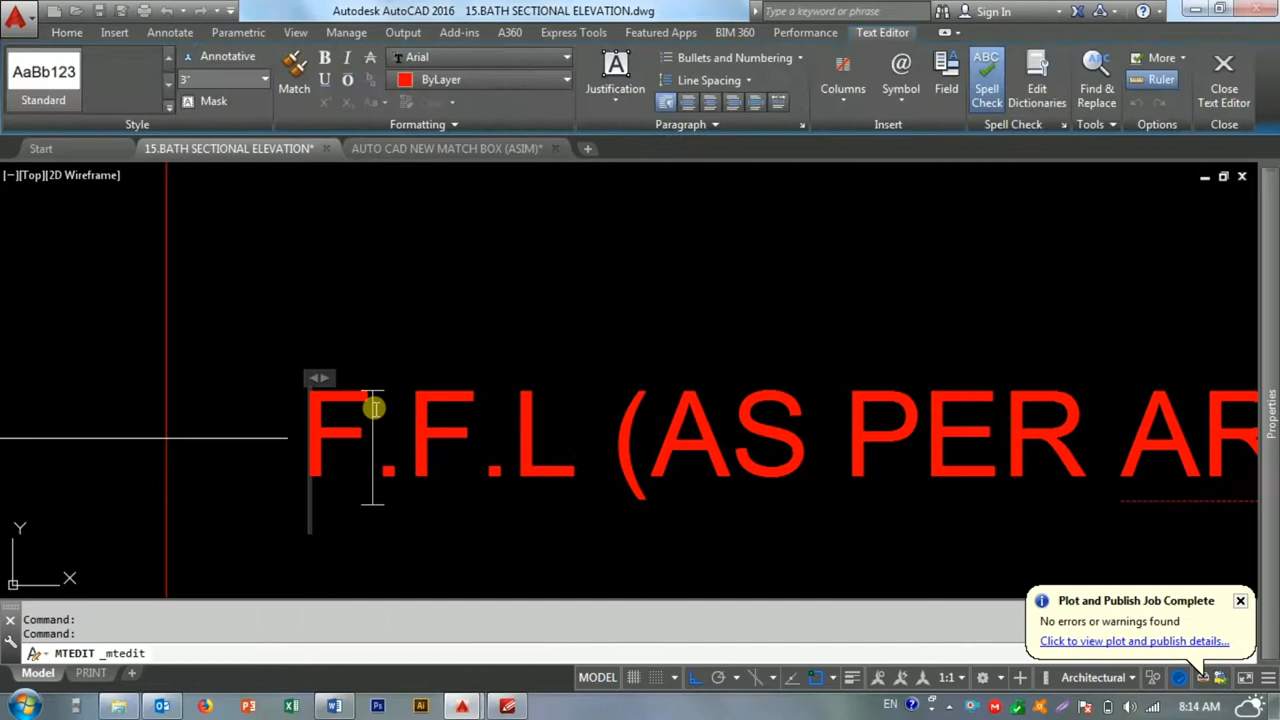 Autodesk AutoCAD 2016 15.BATH SECTIONAL ELEVATION.dwg
Type a keyword or phrase
Sign In
Home Insert Annotate Parametric View Manage Output Add-ins A360 Express Tools Featured Apps BIM 360 Performance Text Editor
AaBb123
Standard
Annotative
3"
Mask
Match
Arial
ByLayer
Justification
Bullets and Numbering
Line Spacing
Columns
Symbol
Field
ABC
Spell
Check
Edit
Dictionaries
Find &
Replace
More
Ruler
Close
Text Editor
Style Formatting Paragraph Insert Spell Check Tools Options Close
Start 15.BATH SECTIONAL ELEVATION* AUTO CAD NEW MATCH BOX (ASIM)*
[−][Top][2D Wireframe]
F.F.L (AS PER AR
Properties
Y
X
Command:
Command:
MTEDIT _mtedit
Plot and Publish Job Complete
No errors or warnings found
Click to view plot and publish details...
Model PRINT
MODEL 1:1 Architectural
EN 8:14 AM